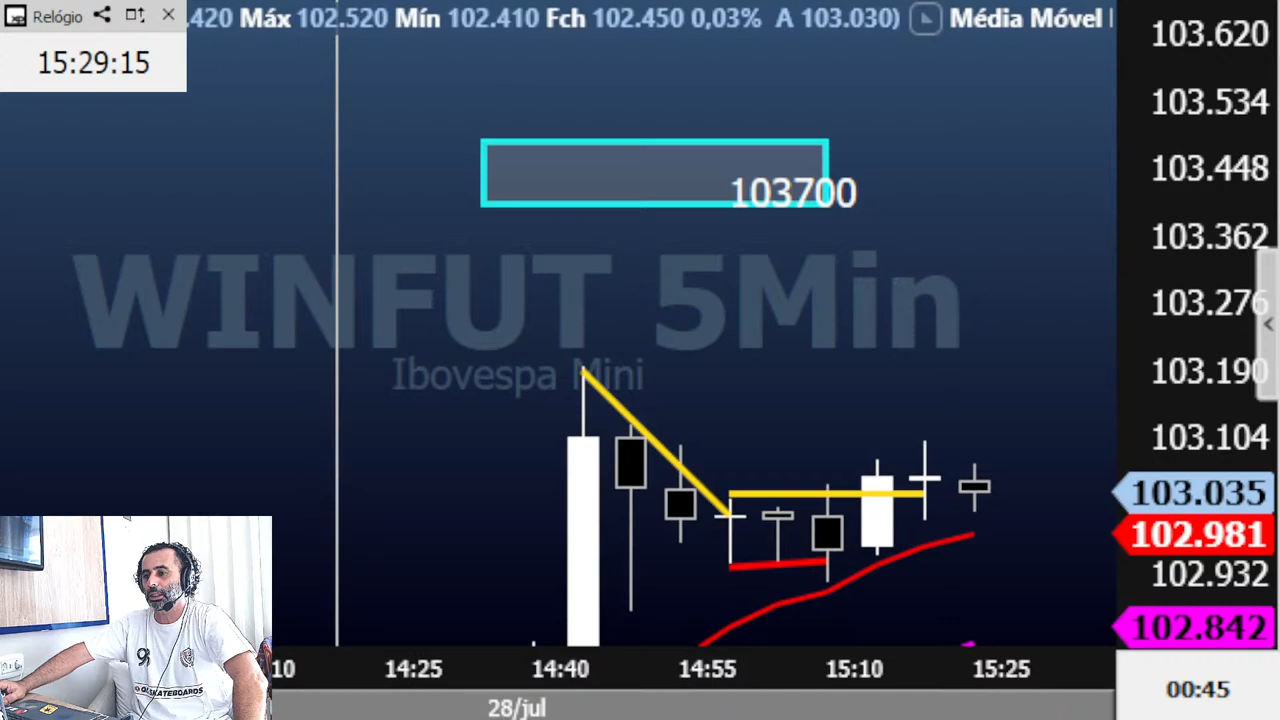 Relógio
15:29:15
.420 Máx 102.520 Mín 102.410 Fch 102.450 0,03% A 103.030) Média Móvel
103.620
103.534
103.448
103.362
103.276
103.190
103.104
103.035
102.981
102.932
102.842
103700
WINFUT 5Min
Ibovespa Mini
SKATEBOARDS
:10 14:25 14:40 14:55 15:10 15:25
00:45
28/jul